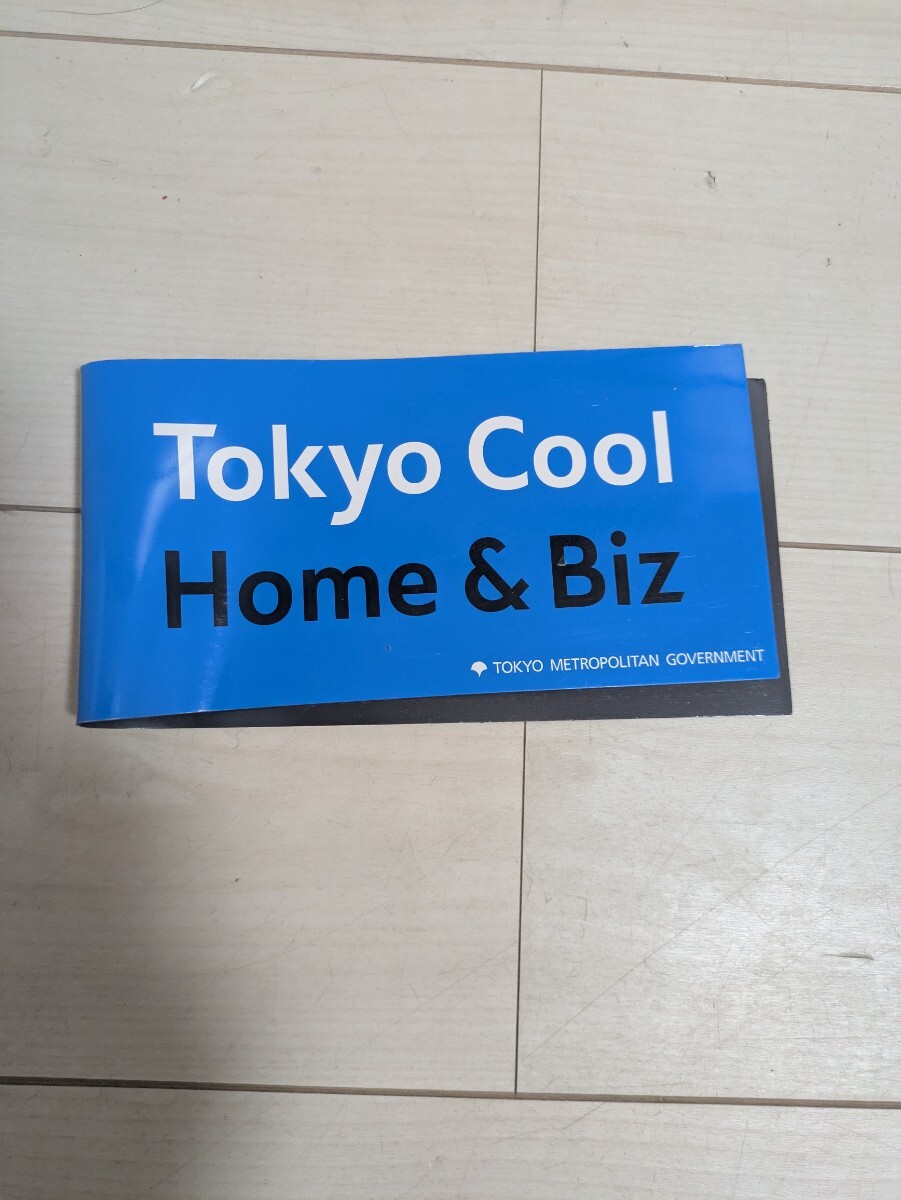 Tokyo Cool
Home & Biz
TOKYO METROPOLITAN GOVERNMENT